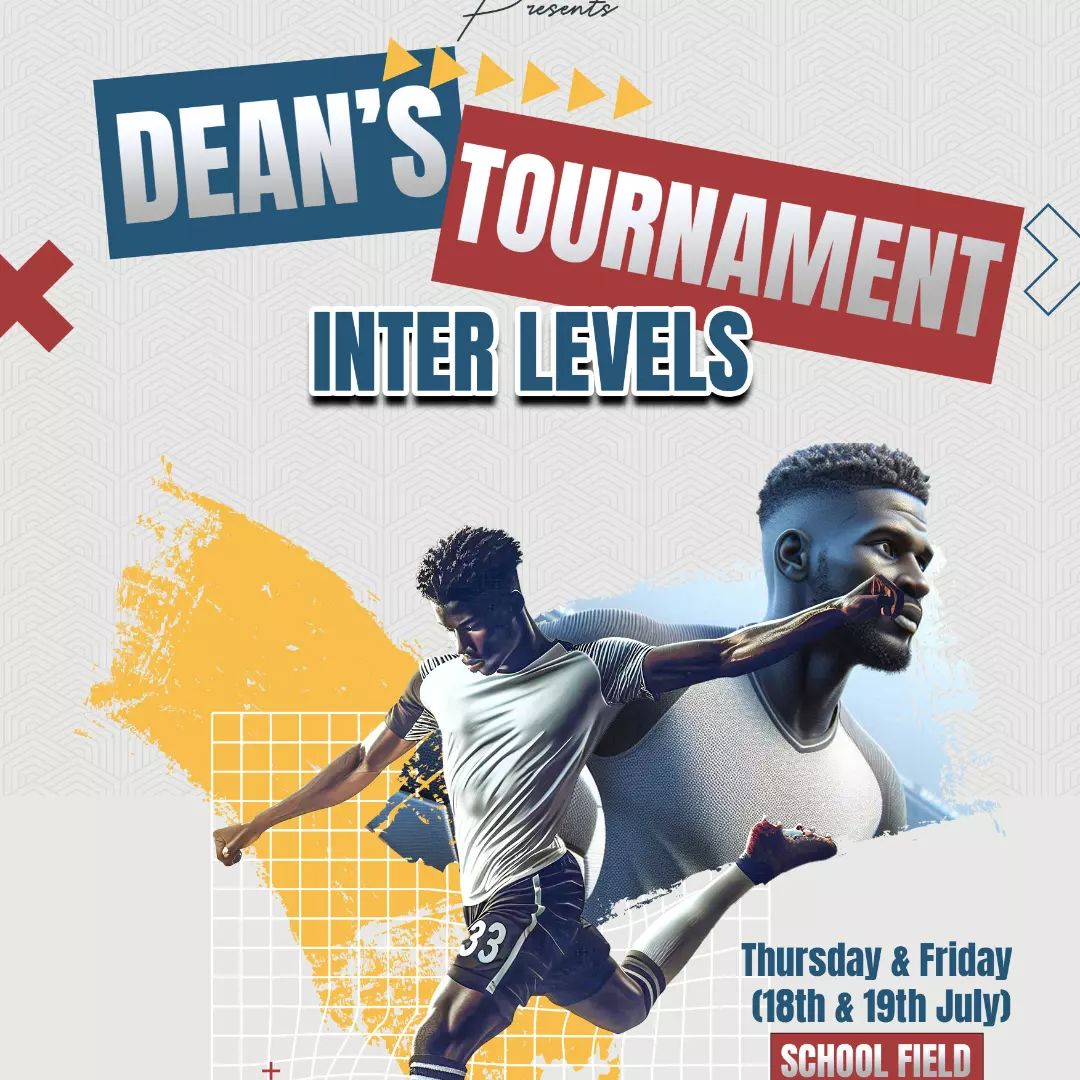 Presents
DEAN’S
TOURNAMENT
INTER LEVELS
33
Thursday & Friday
(18th & 19th July)
SCHOOL FIELD